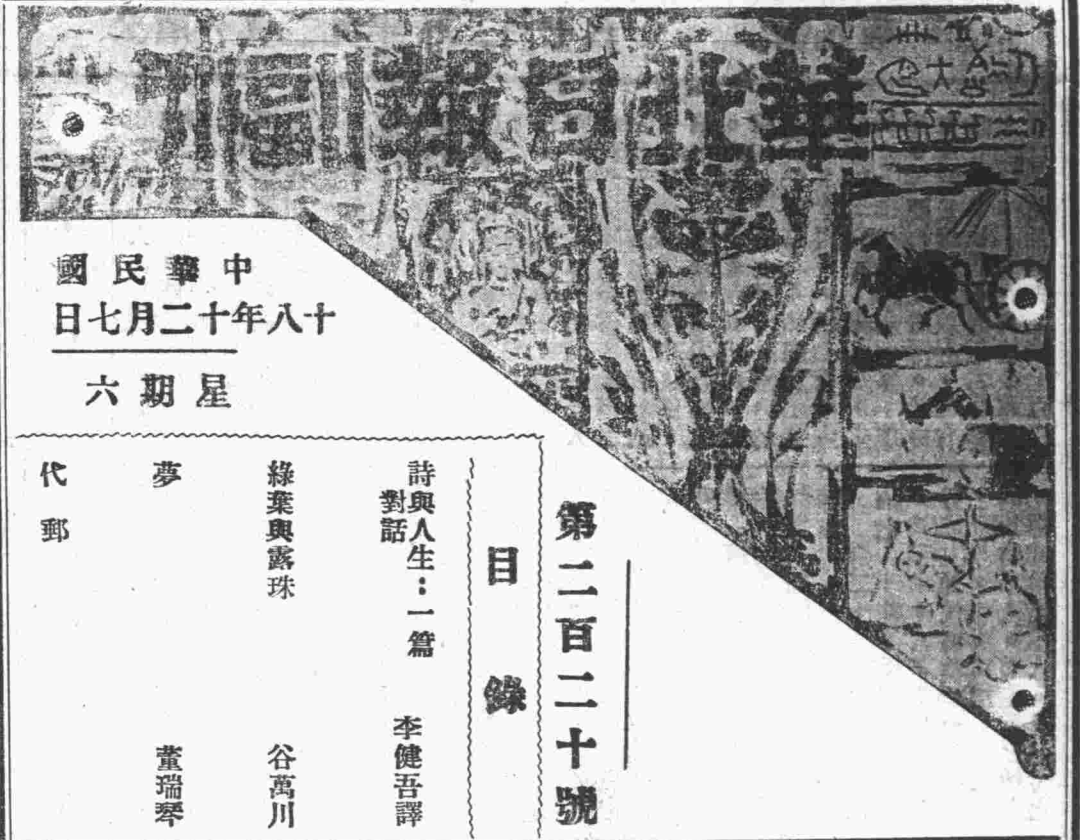 華北日報副刊
中華民國
十八年十二月七日
星期六
第二百二十號
目錄
詩與人生：一篇
對話
李健吾譯
綠葉與露珠
谷萬川
夢
董瑞琴
代郵